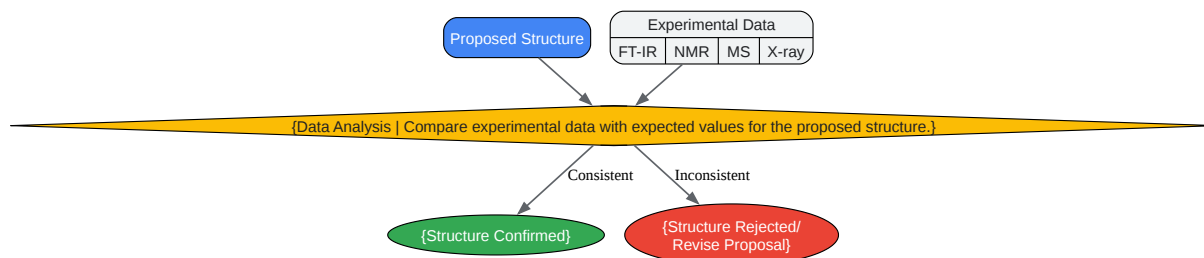 Proposed Structure
Experimental Data
FT-IR NMR MS X-ray
{Data Analysis | Compare experimental data with expected values for the proposed structure.}
Consistent
Inconsistent
{Structure Confirmed}
{Structure Rejected/
Revise Proposal}